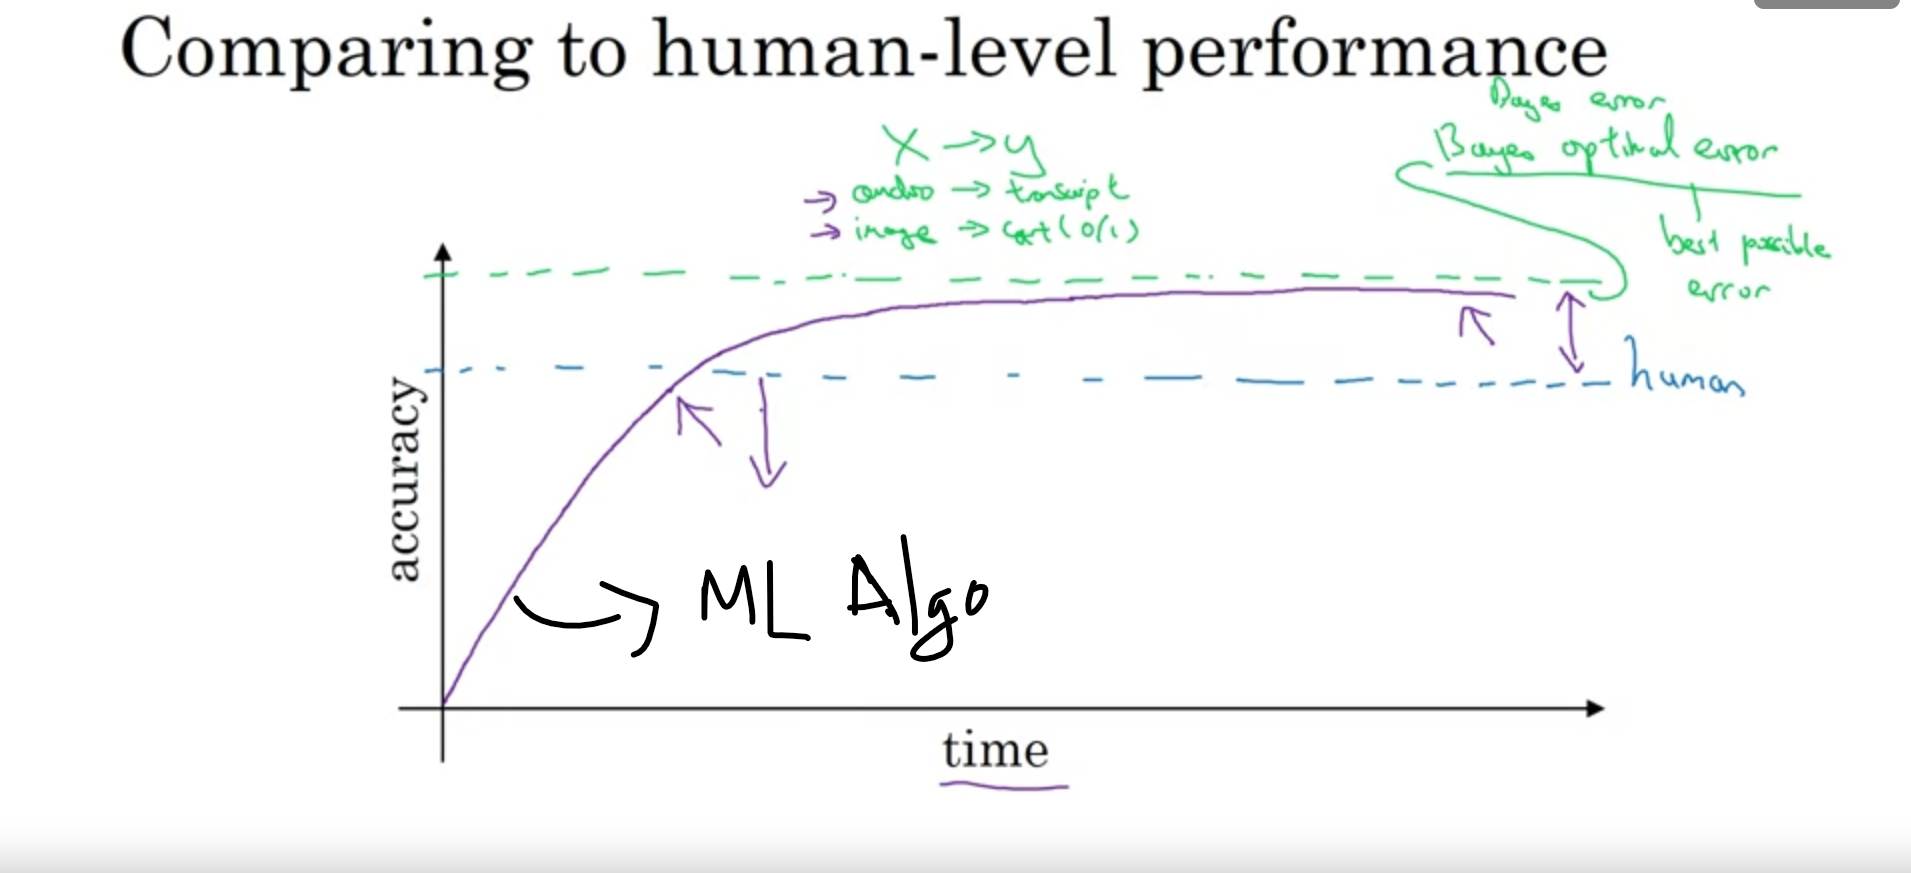 Comparing to human-level performance
Bayes error
X → y
Bayes optimal error
→ audio → transcript
→ image → cat (0/1)
best possible
error
human
accuracy
ML Algo
time